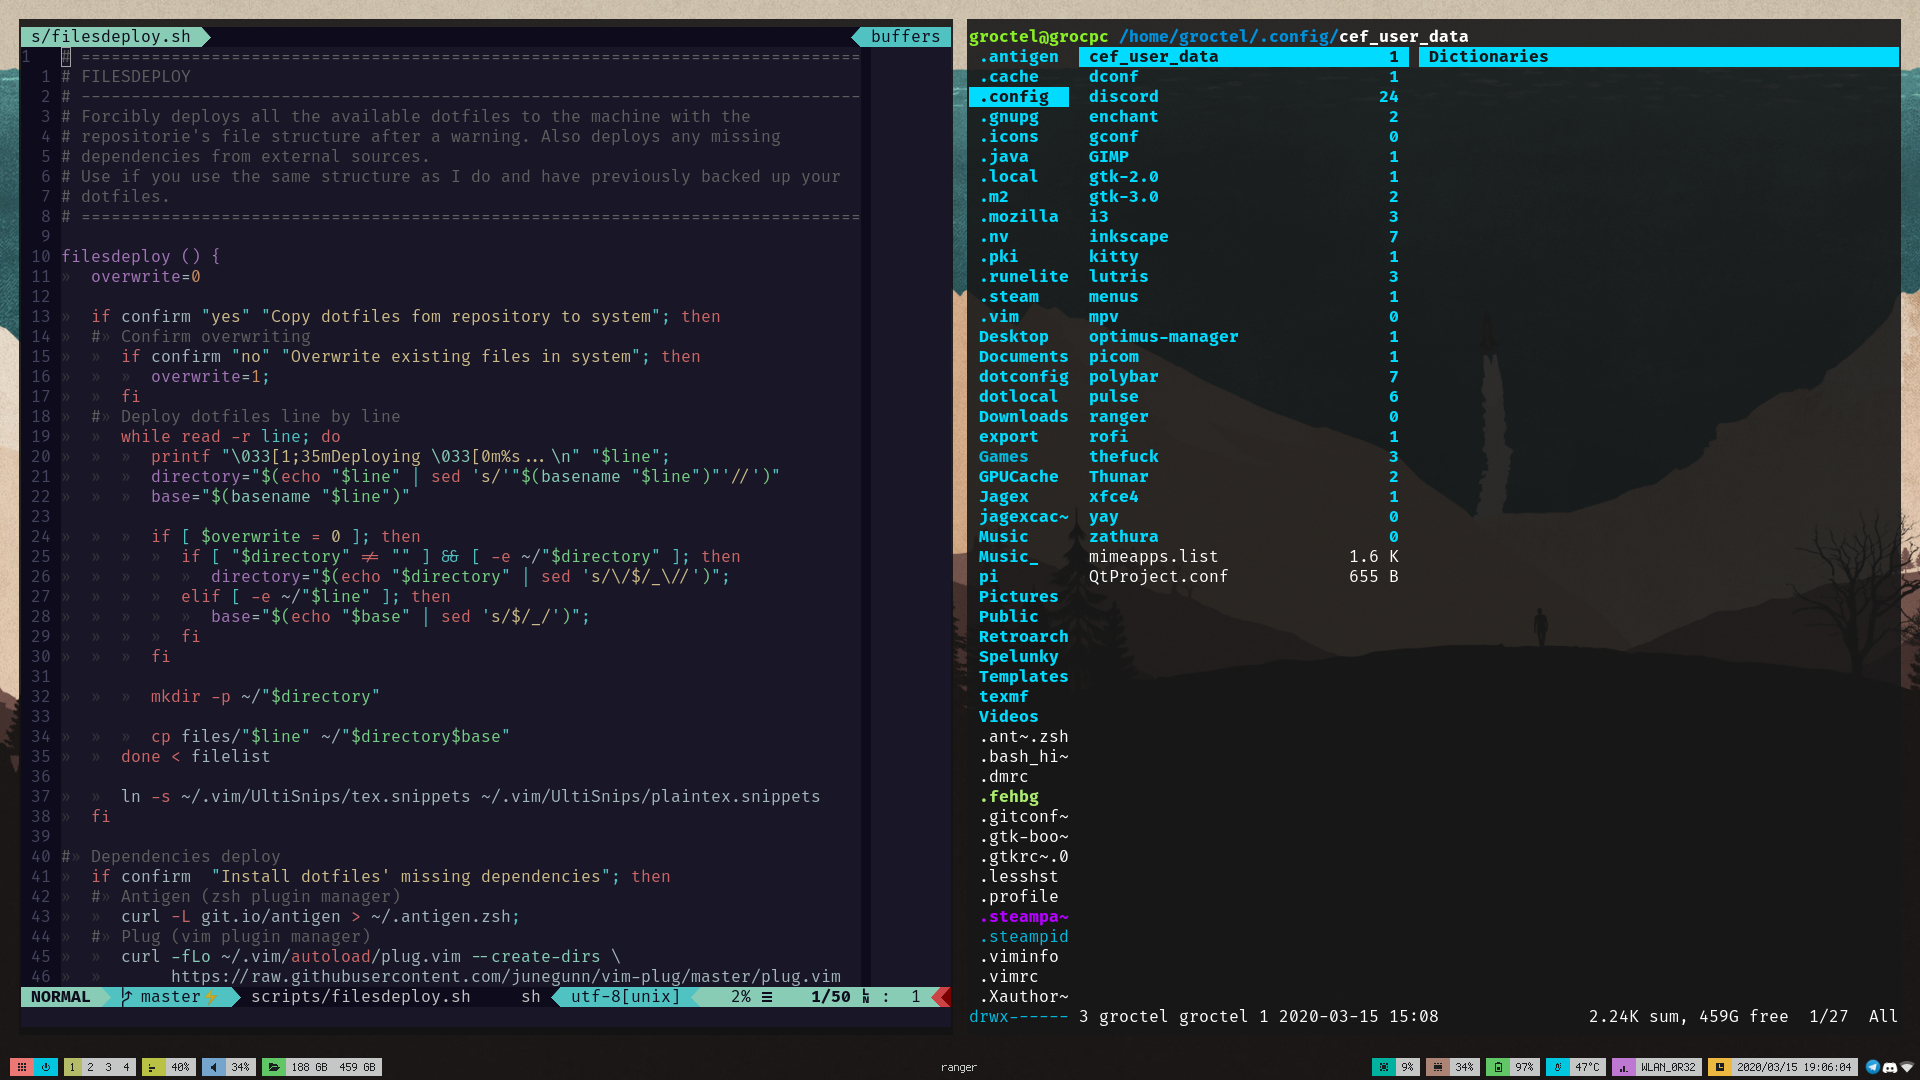 s/filesdeploy.sh buffers
1 # ==============================================================================
1 # FILESDEPLOY
2 # ------------------------------------------------------------------------------
3 # Forcibly deploys all the available dotfiles to the machine with the
4 # repositorie's file structure after a warning. Also deploys any missing
5 # dependencies from external sources.
6 # Use if you use the same structure as I do and have previously backed up your
7 # dotfiles.
8 # ==============================================================================
9
10 filesdeploy () {
11 » overwrite=0
12
13 » if confirm "yes" "Copy dotfiles fom repository to system"; then
14 » #» Confirm overwriting
15 » » if confirm "no" "Overwrite existing files in system"; then
16 » » » overwrite=1;
17 » » fi
18 » #» Deploy dotfiles line by line
19 » » while read -r line; do
20 » » » printf "\033[1;35mDeploying \033[0m%s...\n" "$line";
21 » » » directory="$(echo "$line" | sed 's/'"$(basename "$line")"'//')"
22 » » » base="$(basename "$line")"
23
24 » » » if [ $overwrite = 0 ]; then
25 » » » » if [ "$directory" != "" ] && [ -e ~/"$directory" ]; then
26 » » » » » directory="$(echo "$directory" | sed 's/\/$/_\//')";
27 » » » » elif [ -e ~/"$line" ]; then
28 » » » » » base="$(echo "$base" | sed 's/$/_/')";
29 » » » » fi
30 » » » fi
31
32 » » » mkdir -p ~/"$directory"
33
34 » » » cp files/"$line" ~/"$directory$base"
35 » » done < filelist
36
37 » » ln -s ~/.vim/UltiSnips/tex.snippets ~/.vim/UltiSnips/plaintex.snippets
38 » fi
39
40 #» Dependencies deploy
41 » if confirm  "Install dotfiles' missing dependencies"; then
42 » #» Antigen (zsh plugin manager)
43 » » curl -L git.io/antigen > ~/.antigen.zsh;
44 » #» Plug (vim plugin manager)
45 » » curl -fLo ~/.vim/autoload/plug.vim --create-dirs \
46 » » https://raw.githubusercontent.com/junegunn/vim-plug/master/plug.vim
NORMAL master⚡ scripts/filesdeploy.sh sh utf-8[unix] 2% ☰ 1/50 LN : 1
groctel@grocpc /home/groctel/.config/cef_user_data
.antigen cef_user_data 1 Dictionaries
.cache dconf 1
.config discord 24
.gnupg enchant 2
.icons gconf 0
.java GIMP 1
.local gtk-2.0 1
.m2 gtk-3.0 2
.mozilla i3 3
.nv inkscape 7
.pki kitty 1
.runelite lutris 3
.steam menus 1
.vim mpv 0
Desktop optimus-manager 1
Documents picom 1
dotconfig polybar 7
dotlocal pulse 6
Downloads ranger 0
export rofi 1
Games thefuck 3
GPUCache Thunar 2
Jagex xfce4 1
jagexcac~ yay 0
Music zathura 0
Music_ mimeapps.list 1.6 K
pi QtProject.conf 655 B
Pictures
Public
Retroarch
Spelunky
Templates
texmf
Videos
.ant~.zsh
.bash_hi~
.dmrc
.fehbg
.gitconf~
.gtk-boo~
.gtkrc~.0
.lesshst
.profile
.steampa~
.steampid
.viminfo
.vimrc
.Xauthor~
drwx------ 3 groctel groctel 1 2020-03-15 15:08 2.24K sum, 459G free 1/27 All
1 2 3 4 40% 34% 188 GB 459 GB ranger 9% 34% 97% 47°C WLAN_0R32 2020/03/15 19:06:04